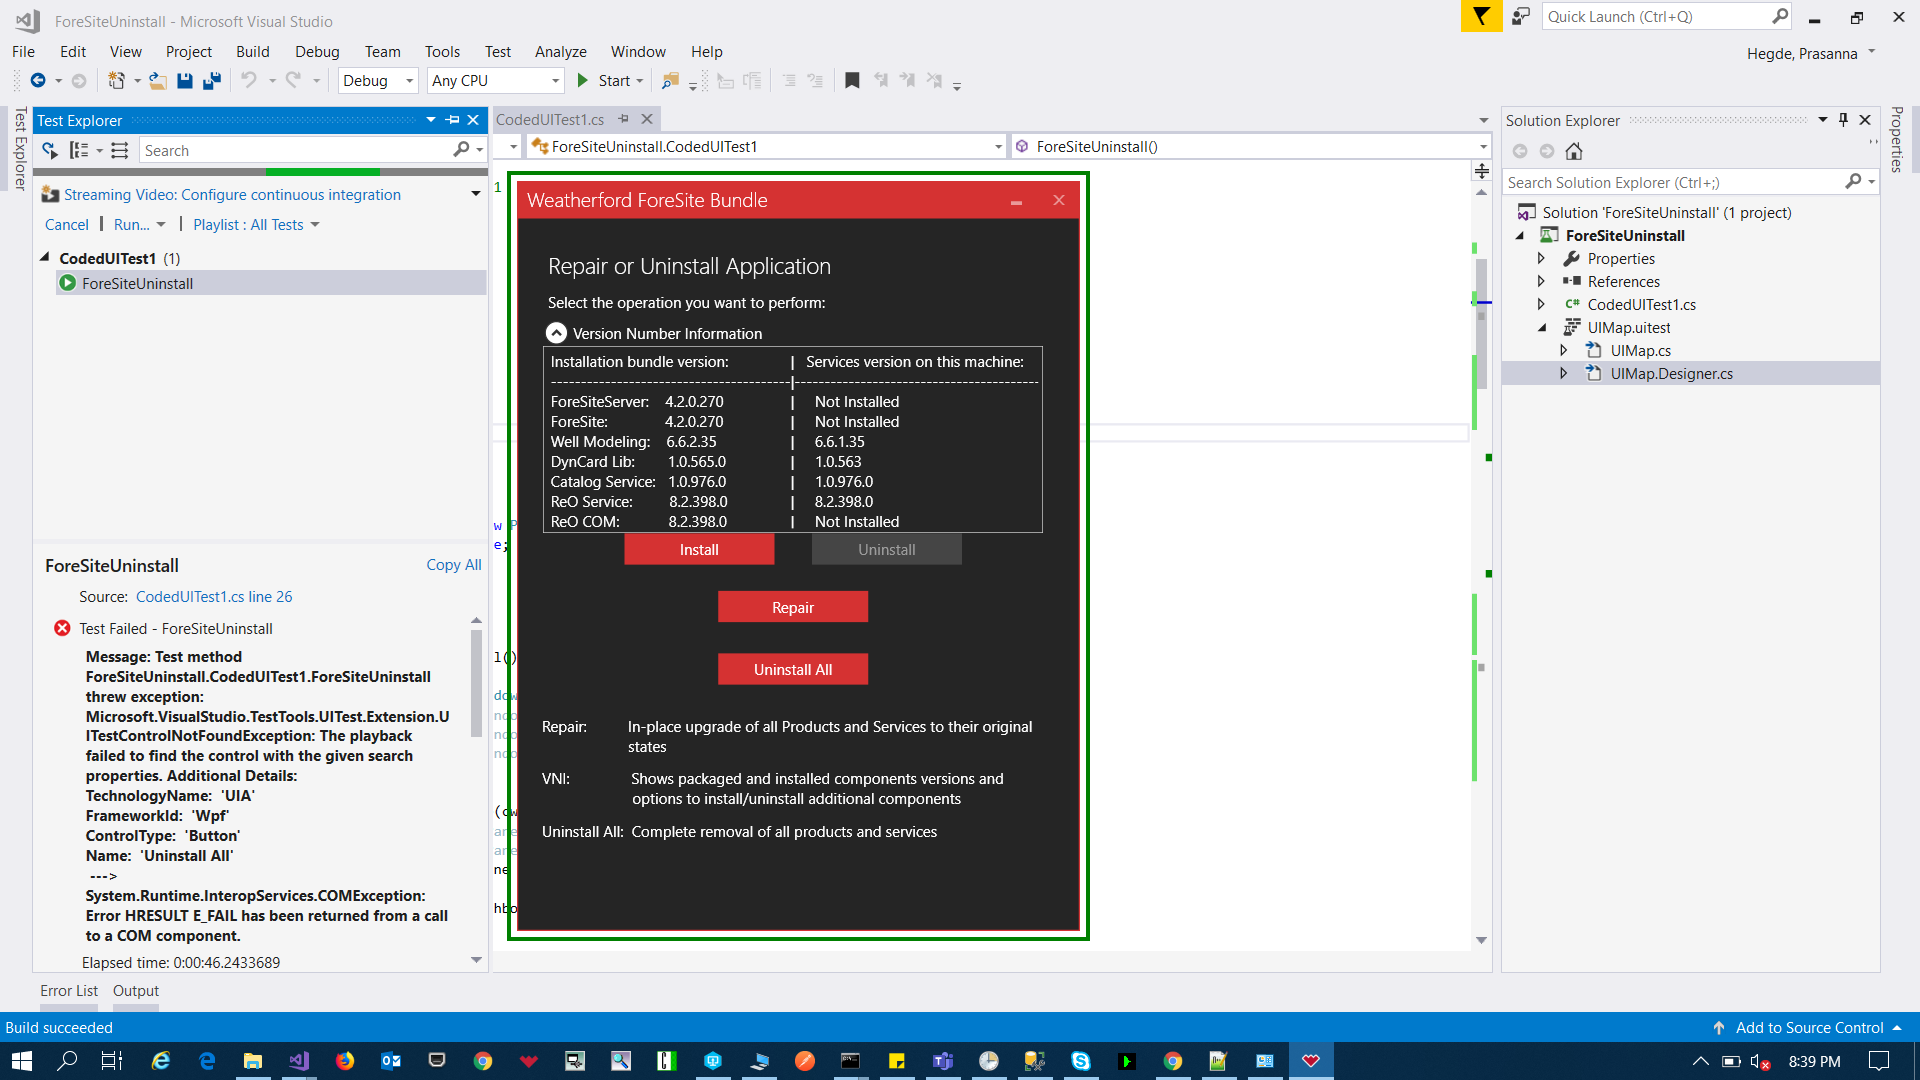 ForeSiteUninstall - Microsoft Visual Studio
Quick Launch (Ctrl+Q)
File Edit View Project Build Debug Team Tools Test Analyze Window Help
Hegde, Prasanna
Debug
Any CPU
Start
Test Explorer
Test Explorer
Search
Streaming Video: Configure continuous integration
Cancel | Run... | Playlist : All Tests
CodedUITest1 (1)
ForeSiteUninstall
ForeSiteUninstall
Copy All
Source: CodedUITest1.cs line 26
Test Failed - ForeSiteUninstall
Message: Test method
ForeSiteUninstall.CodedUITest1.ForeSiteUninstall
threw exception:
Microsoft.VisualStudio.TestTools.UITest.Extension.U
ITestControlNotFoundException: The playback
failed to find the control with the given search
properties. Additional Details:
TechnologyName: 'UIA'
FrameworkId: 'Wpf'
ControlType: 'Button'
Name: 'Uninstall All'
--->
System.Runtime.InteropServices.COMException:
Error HRESULT E_FAIL has been returned from a call
to a COM component.
Elapsed time: 0:00:46.2433689
CodedUITest1.cs
ForeSiteUninstall.CodedUITest1
ForeSiteUninstall()
1
e;
l()
(cw
ne
hbo
Weatherford ForeSite Bundle
Repair or Uninstall Application
Select the operation you want to perform:
Version Number Information
Installation bundle version: | Services version on this machine:
----------------------------------------|-----------------------------------------
ForeSiteServer: 4.2.0.270 | Not Installed
ForeSite: 4.2.0.270 | Not Installed
Well Modeling: 6.6.2.35 | 6.6.1.35
DynCard Lib: 1.0.565.0 | 1.0.563
Catalog Service: 1.0.976.0 | 1.0.976.0
ReO Service: 8.2.398.0 | 8.2.398.0
ReO COM: 8.2.398.0 | Not Installed
Install
Uninstall
Repair
Uninstall All
Repair: In-place upgrade of all Products and Services to their original
states
VNI: Shows packaged and installed components versions and
options to install/uninstall additional components
Uninstall All: Complete removal of all products and services
Solution Explorer
Search Solution Explorer (Ctrl+;)
Solution 'ForeSiteUninstall' (1 project)
ForeSiteUninstall
Properties
References
C# CodedUITest1.cs
UIMap.uitest
UIMap.cs
UIMap.Designer.cs
Properties
Error List
Output
Build succeeded
Add to Source Control
8:39 PM